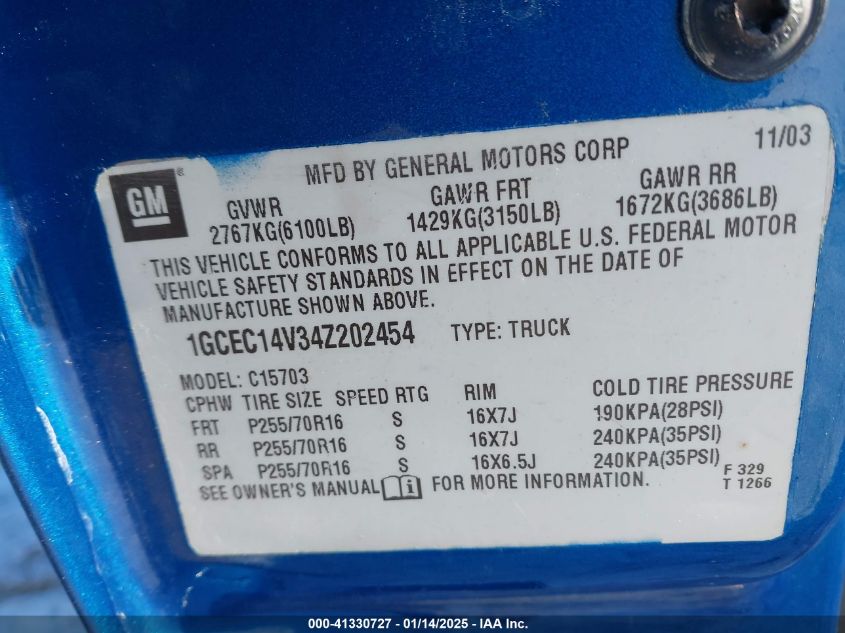 11/03
MFD BY GENERAL MOTORS CORP
GM®
GVWR GAWR FRT GAWR RR
2767KG(6100LB) 1429KG(3150LB) 1672KG(3686LB)
THIS VEHICLE CONFORMS TO ALL APPLICABLE U.S. FEDERAL MOTOR
VEHICLE SAFETY STANDARDS IN EFFECT ON THE DATE OF
MANUFACTURE SHOWN ABOVE.
1GCEC14V34Z202454 TYPE: TRUCK
MODEL: C15703
CPHW TIRE SIZE SPEED RTG RIM COLD TIRE PRESSURE
FRT P255/70R16 S 16X7J 190KPA(28PSI)
RR P255/70R16 S 16X7J 240KPA(35PSI)
SPA P255/70R16 S 16X6.5J 240KPA(35PSI)
SEE OWNER'S MANUAL FOR MORE INFORMATION.
F 329
T 1266
000-41330727 - 01/14/2025 - IAA Inc.